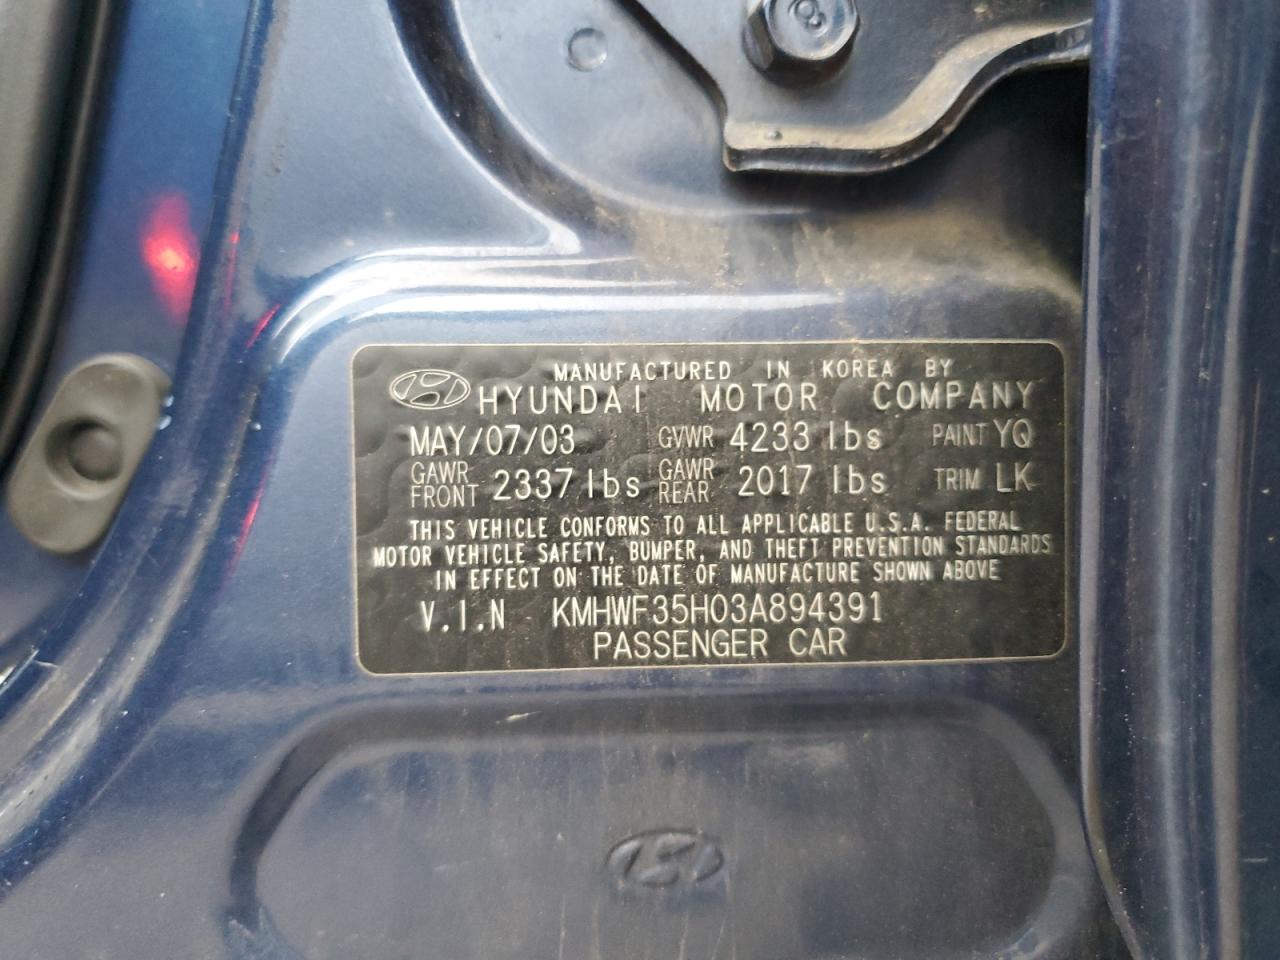 8
MANUFACTURED IN KOREA BY
HYUNDAI MOTOR COMPANY
MAY/07/03 GVWR 4233 lbs PAINT YQ
GAWR FRONT 2337 lbs GAWR REAR 2017 lbs TRIM LK
THIS VEHICLE CONFORMS TO ALL APPLICABLE U.S.A. FEDERAL
MOTOR VEHICLE SAFETY, BUMPER, AND THEFT PREVENTION STANDARDS
IN EFFECT ON THE DATE OF MANUFACTURE SHOWN ABOVE
V.I.N KMHWF35H03A894391
PASSENGER CAR